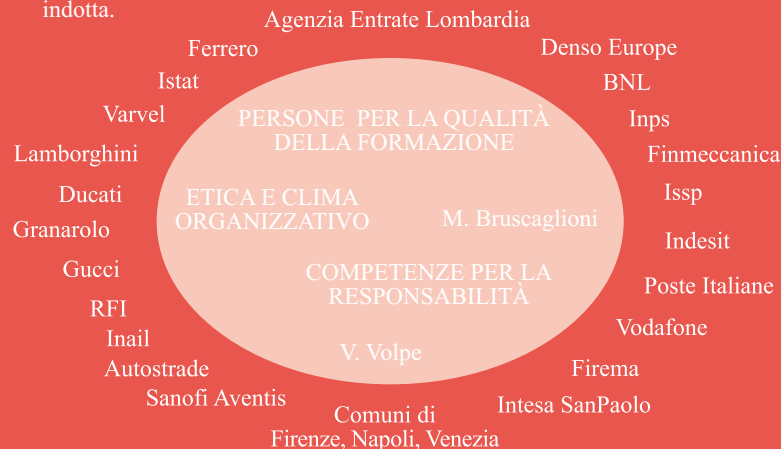 indotta.
Agenzia Entrate Lombardia
Ferrero
Denso Europe
Istat
BNL
Varvel
PERSONE PER LA QUALITÀ
DELLA FORMAZIONE
Inps
Lamborghini
Finmeccanica
Ducati
ETICA E CLIMA
ORGANIZZATIVO
M. Bruscaglioni
Issp
Granarolo
Indesit
Gucci
COMPETENZE PER LA
RESPONSABILITÀ
Poste Italiane
RFI
Vodafone
Inail
V. Volpe
Autostrade
Firema
Sanofi Aventis
Intesa SanPaolo
Comuni di
Firenze, Napoli, Venezia